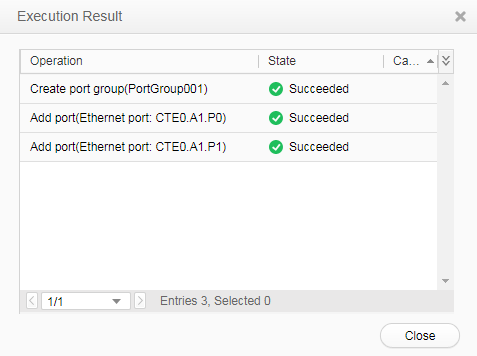 Execution Result
Operation State Ca...
Create port group(PortGroup001) Succeeded
Add port(Ethernet port: CTE0.A1.P0) Succeeded
Add port(Ethernet port: CTE0.A1.P1) Succeeded
1/1 Entries 3, Selected 0
Close